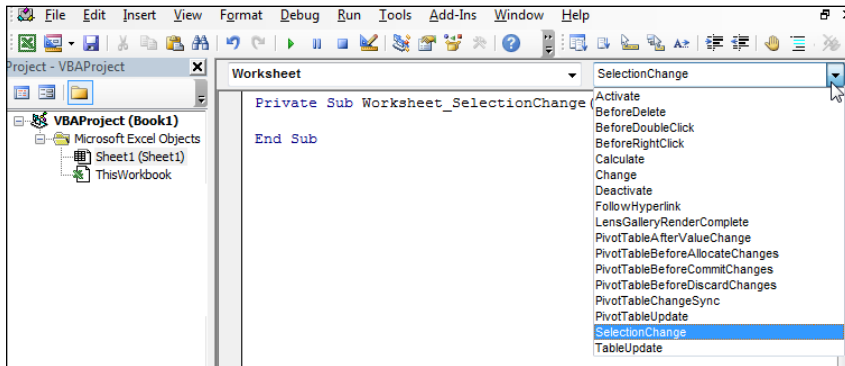 File Edit Insert View Format Debug Run Tools Add-Ins Window Help
Project - VBAProject
VBAProject (Book1)
Microsoft Excel Objects
Sheet1 (Sheet1)
ThisWorkbook
Worksheet
SelectionChange
Private Sub Worksheet_SelectionChange(
End Sub
Activate
BeforeDelete
BeforeDoubleClick
BeforeRightClick
Calculate
Change
Deactivate
FollowHyperlink
LensGalleryRenderComplete
PivotTableAfterValueChange
PivotTableBeforeAllocateChanges
PivotTableBeforeCommitChanges
PivotTableBeforeDiscardChanges
PivotTableChangeSync
PivotTableUpdate
SelectionChange
TableUpdate